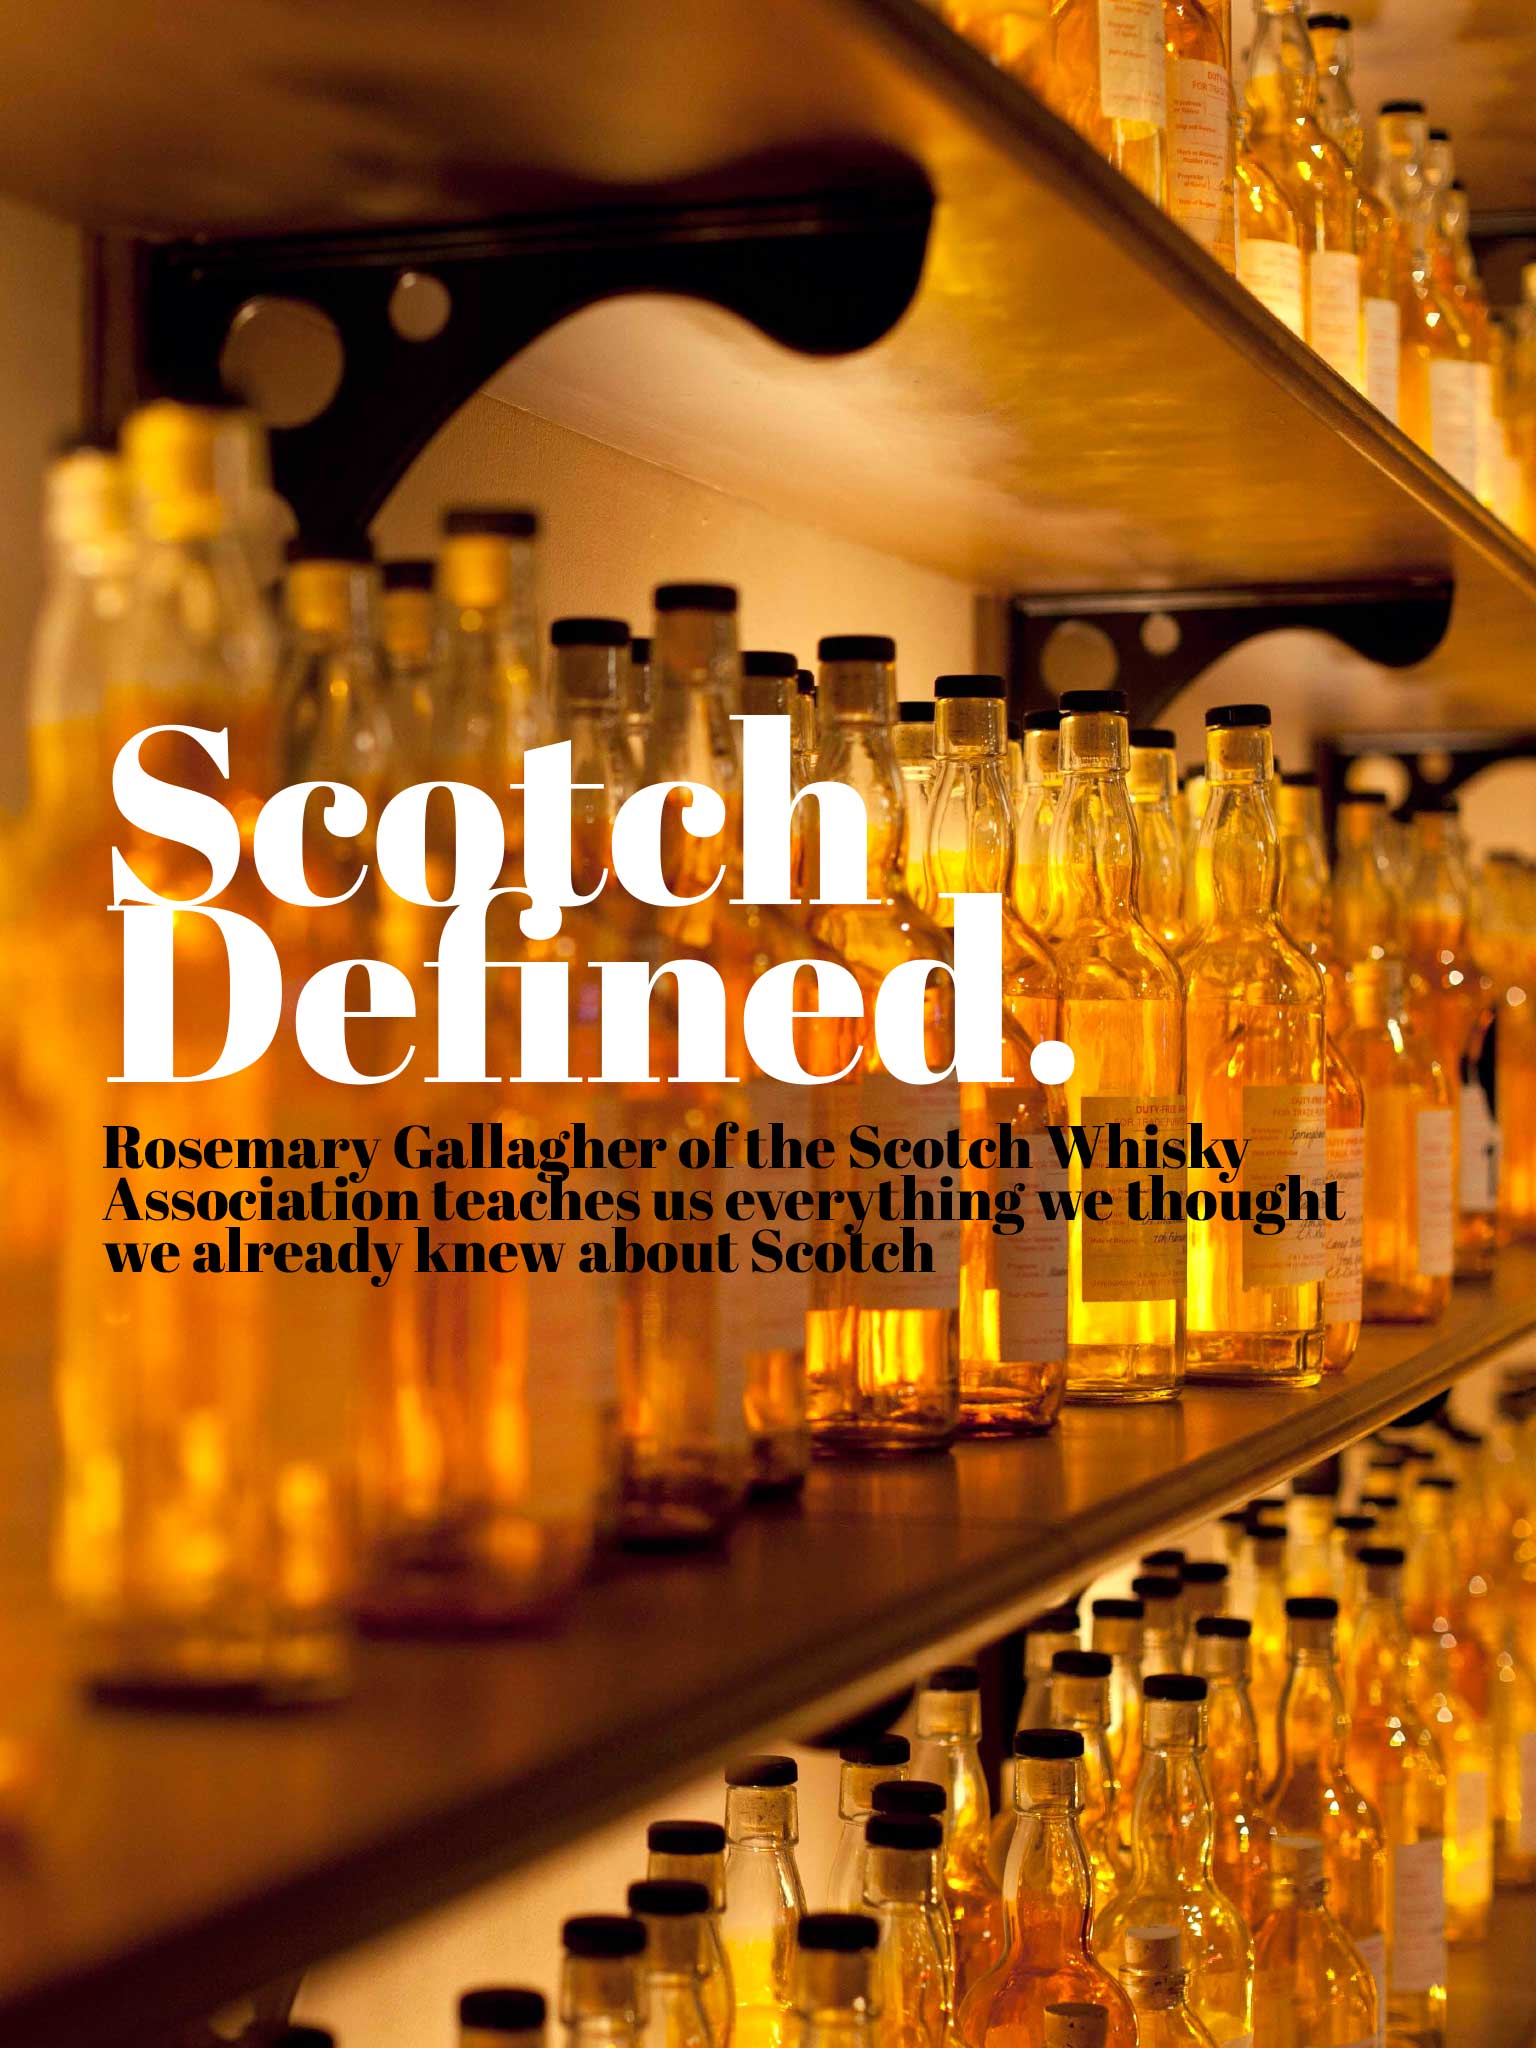 Scotch
Defined.
Rosemary Gallagher of the Scotch Whisky
Association teaches us everything we thought
we already knew about Scotch